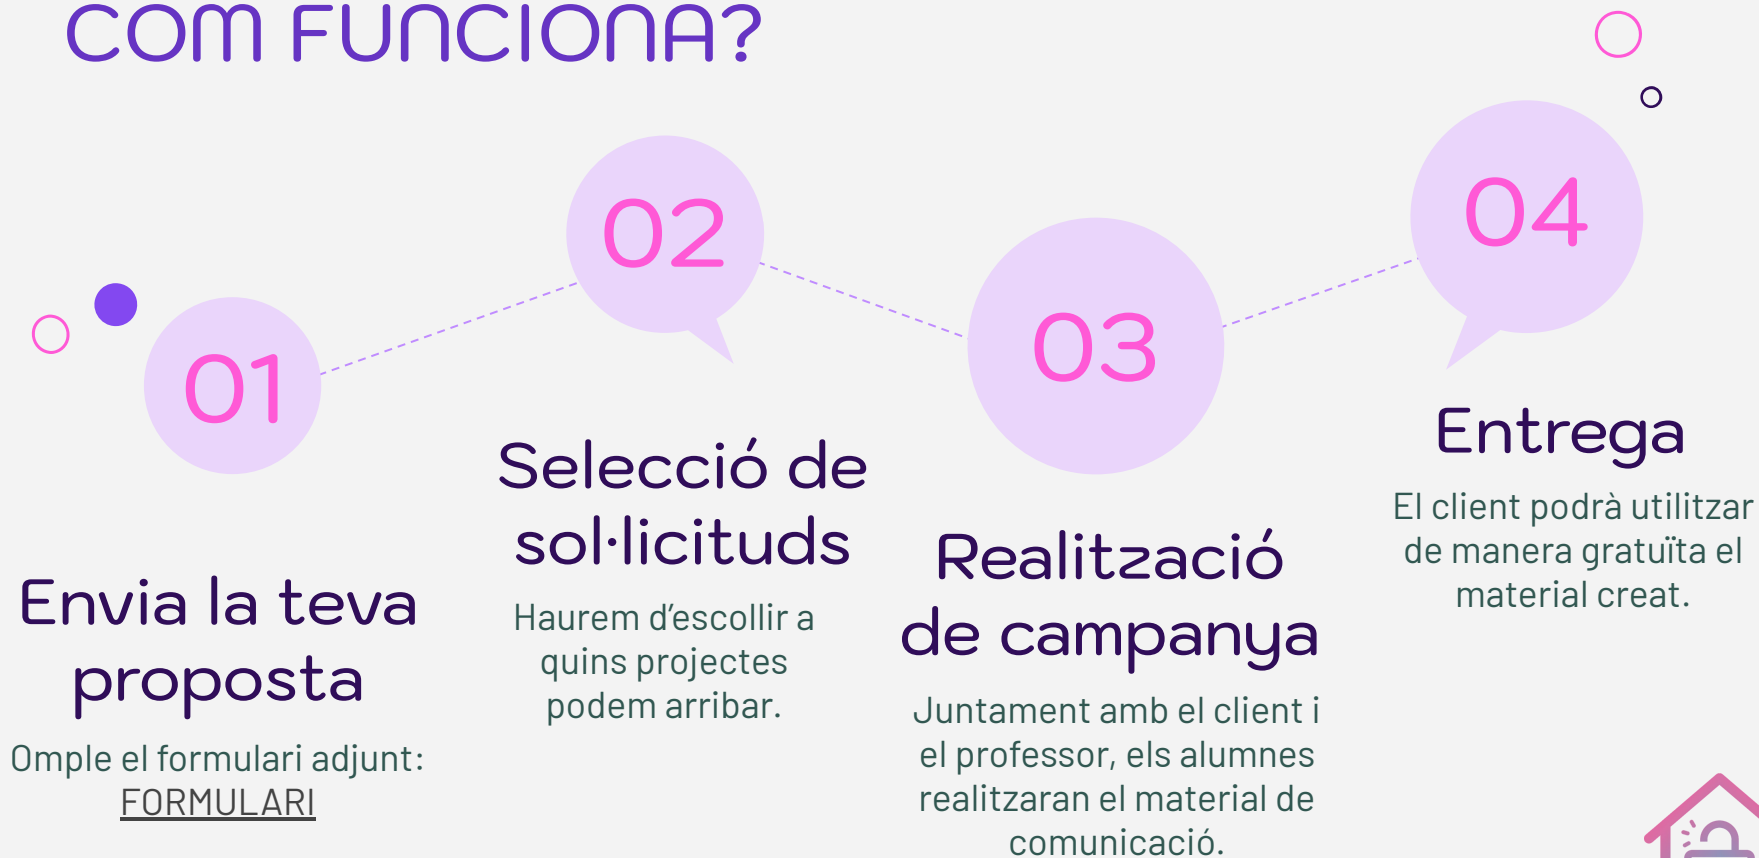 COM FUNCIONA?
01
Envia la teva
proposta
Omple el formulari adjunt:
FORMULARI
02
Selecció de
sol·licituds
Haurem d’escollir a
quins projectes
podem arribar.
03
Realització
de campanya
Juntament amb el client i
el professor, els alumnes
realitzaran el material de
comunicació.
04
Entrega
El client podrà utilitzar
de manera gratuïta el
material creat.